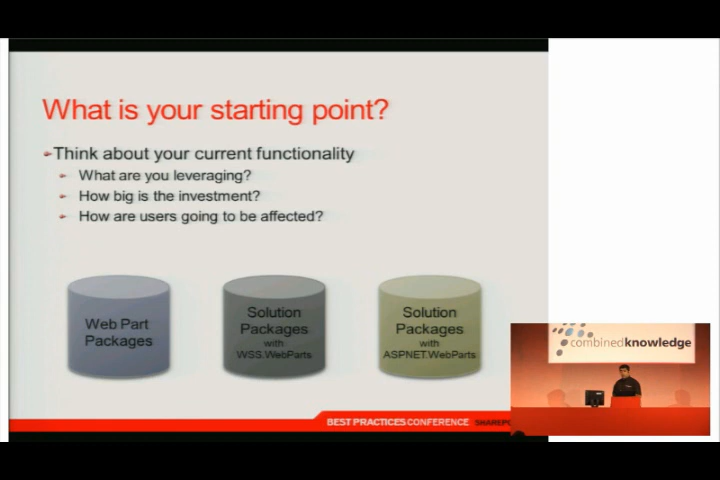 What is your starting point?
Think about your current functionality
What are you leveraging?
How big is the investment?
How are users going to be affected?
Web Part
Packages
Solution
Packages
with
WSS.WebParts
Solution
Packages
with
ASPNET.WebParts
combinedknowledge
BEST PRACTICES CONFERENCE